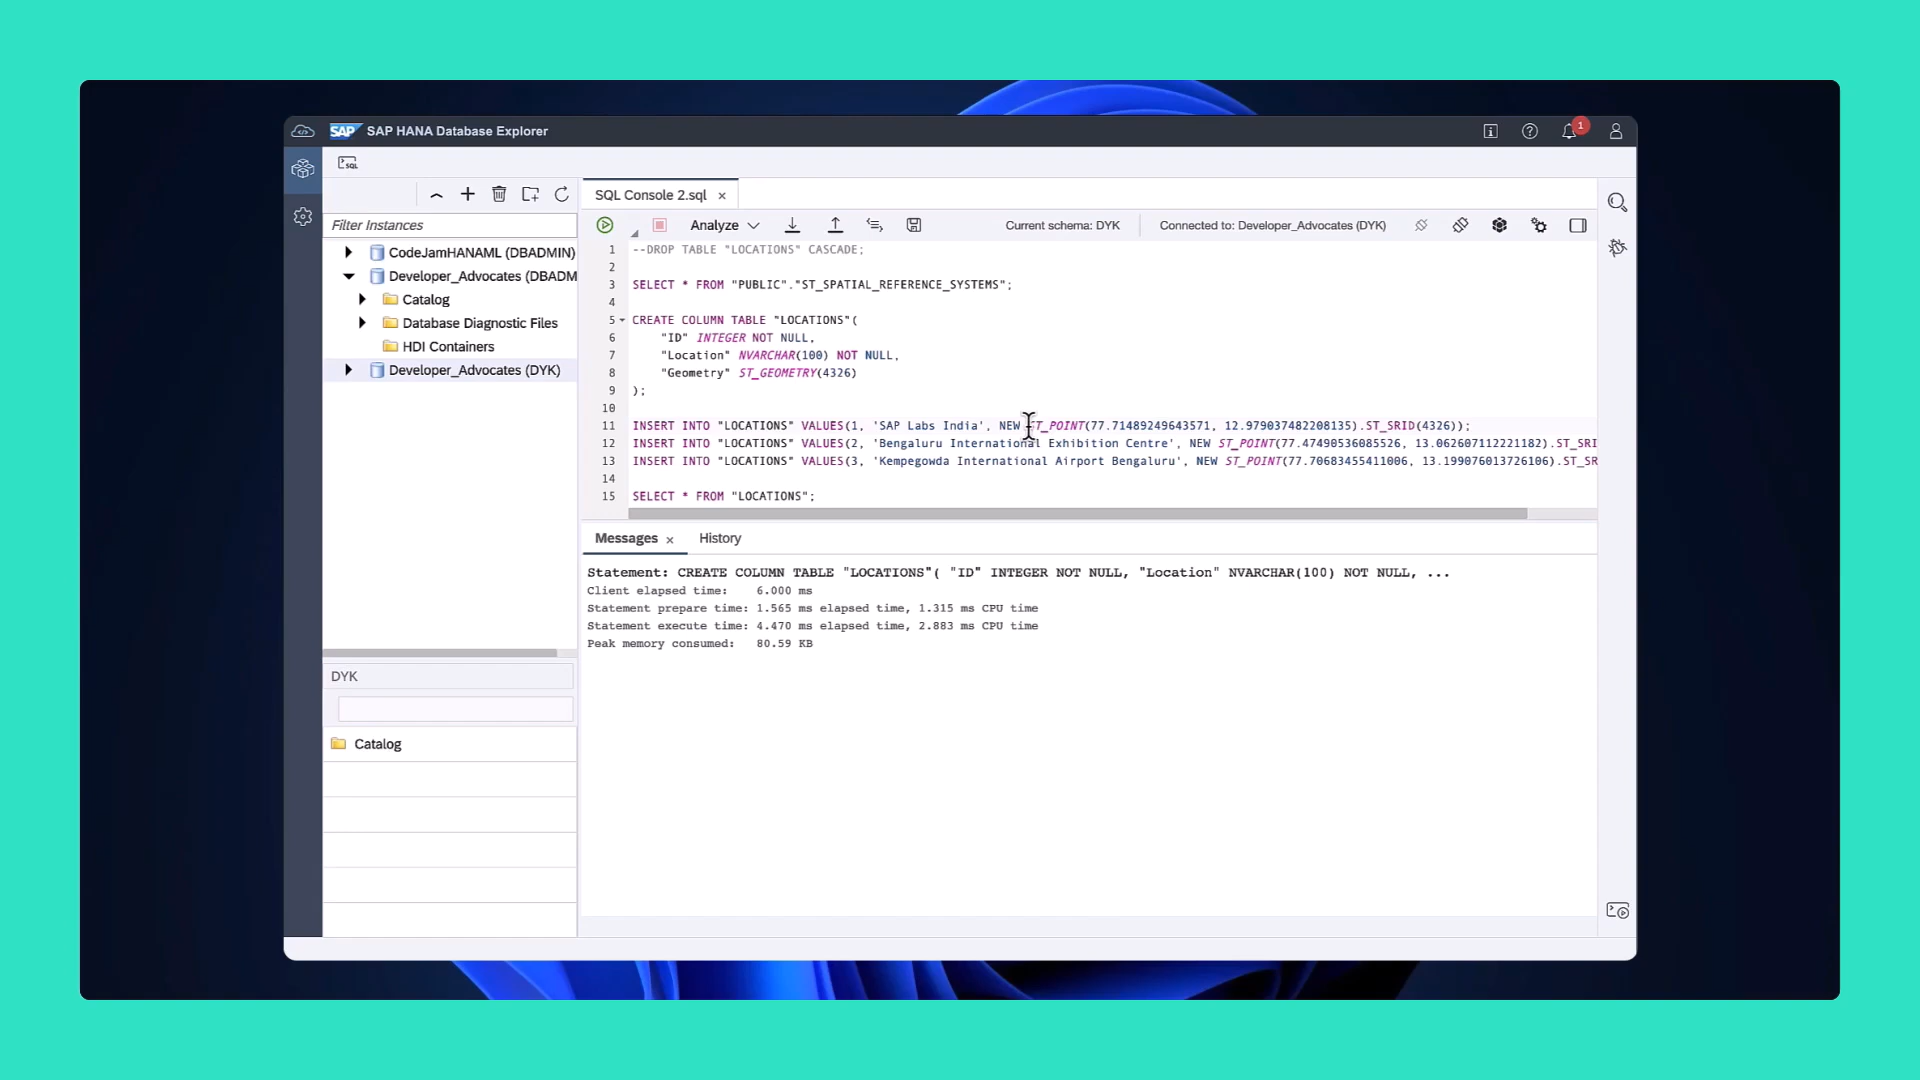 SAP SAP HANA Database Explorer
1
SQL
Filter Instances
CodeJamHANAML (DBADMIN)
Developer_Advocates (DBADM
Catalog
Database Diagnostic Files
HDI Containers
Developer_Advocates (DYK)
DYK
Catalog
SQL Console 2.sql
Analyze
Current schema: DYK
Connected to: Developer_Advocates (DYK)
1 --DROP TABLE "LOCATIONS" CASCADE;
2
3 SELECT * FROM "PUBLIC"."ST_SPATIAL_REFERENCE_SYSTEMS";
4
5 CREATE COLUMN TABLE "LOCATIONS"(
6 "ID" INTEGER NOT NULL,
7 "Location" NVARCHAR(100) NOT NULL,
8 "Geometry" ST_GEOMETRY(4326)
9 );
10
11 INSERT INTO "LOCATIONS" VALUES(1, 'SAP Labs India', NEW ST_POINT(77.71489249643571, 12.979037482208135).ST_SRID(4326));
12 INSERT INTO "LOCATIONS" VALUES(2, 'Bengaluru International Exhibition Centre', NEW ST_POINT(77.47490536085526, 13.062607112221182).ST_SRI
13 INSERT INTO "LOCATIONS" VALUES(3, 'Kempegowda International Airport Bengaluru', NEW ST_POINT(77.70683455411006, 13.199076013726106).ST_SR
14
15 SELECT * FROM "LOCATIONS";
Messages
History
Statement: CREATE COLUMN TABLE "LOCATIONS"( "ID" INTEGER NOT NULL, "Location" NVARCHAR(100) NOT NULL, ...
Client elapsed time: 6.000 ms
Statement prepare time: 1.565 ms elapsed time, 1.315 ms CPU time
Statement execute time: 4.470 ms elapsed time, 2.883 ms CPU time
Peak memory consumed: 80.59 KB